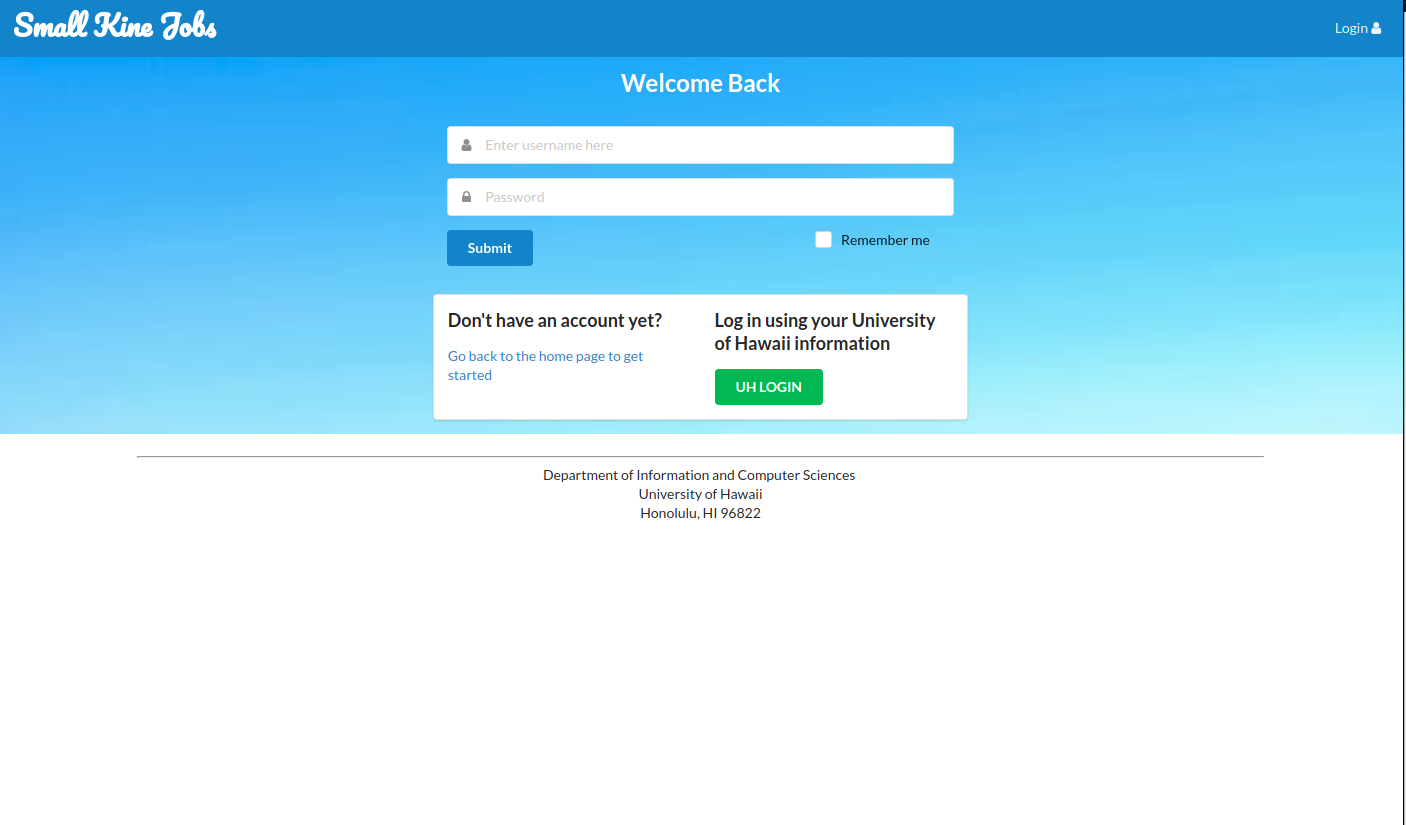 Small Kine Jobs
Login
Welcome Back
Enter username here
Password
Submit
Remember me
Don't have an account yet?
Go back to the home page to get
started
Log in using your University
of Hawaii information
UH LOGIN
Department of Information and Computer Sciences
University of Hawaii
Honolulu, HI 96822